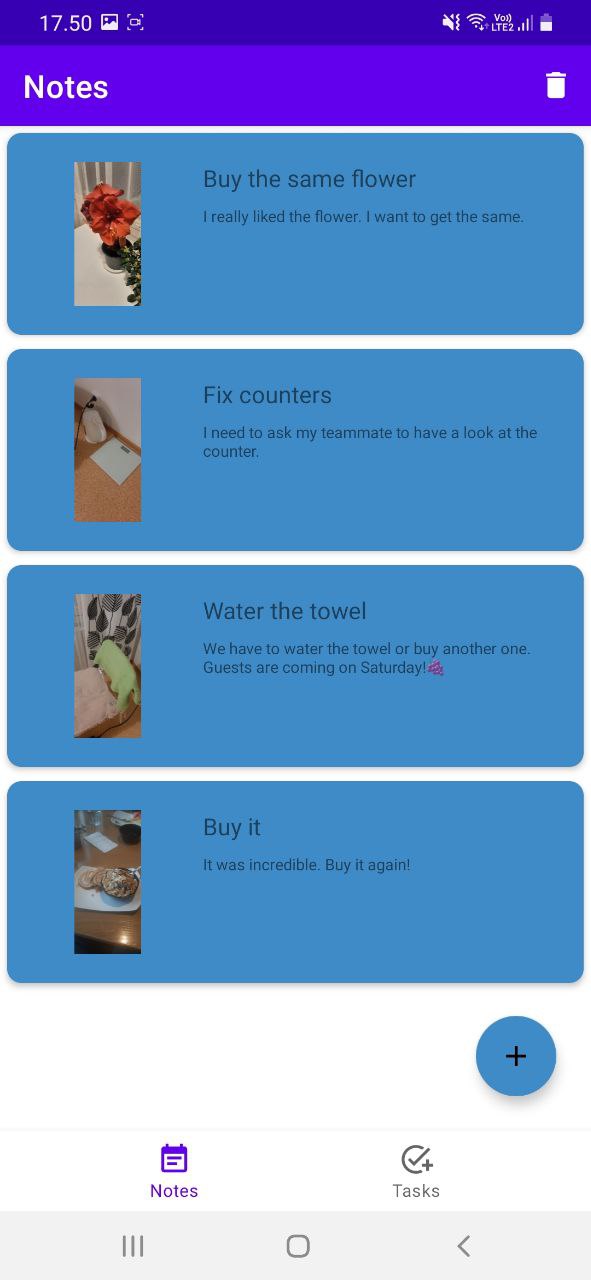 17.50
Vo))
LTE2
Notes
Buy the same flower
I really liked the flower. I want to get the same.
Fix counters
I need to ask my teammate to have a look at the
counter.
Water the towel
We have to water the towel or buy another one.
Guests are coming on Saturday!🍇
Buy it
It was incredible. Buy it again!
Notes
Tasks